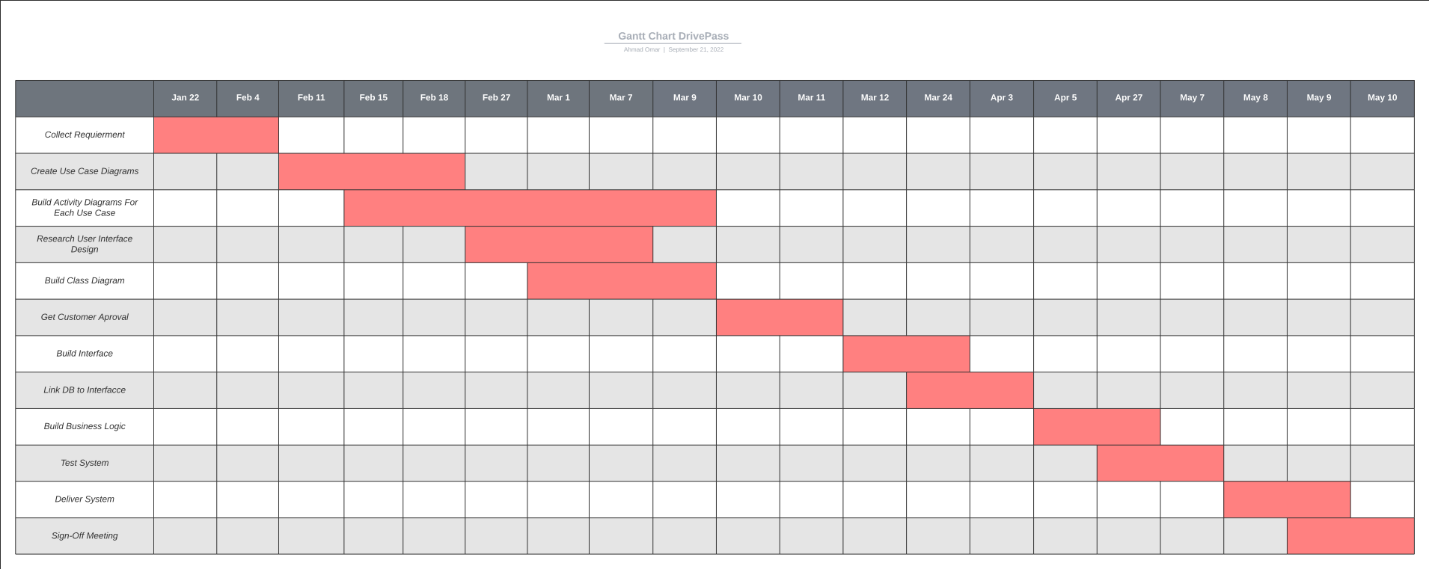 Gantt Chart DrivePass
Ahmad Omar | September 21, 2022
Jan 22 Feb 4 Feb 11 Feb 15 Feb 18 Feb 27 Mar 1 Mar 7 Mar 9 Mar 10 Mar 11 Mar 12 Mar 24 Apr 3 Apr 5 Apr 27 May 7 May 8 May 9 May 10
Collect Requierment
Create Use Case Diagrams
Build Activity Diagrams For
Each Use Case
Research User Interface
Design
Build Class Diagram
Get Customer Aproval
Build Interface
Link DB to Interfacce
Build Business Logic
Test System
Deliver System
Sign-Off Meeting